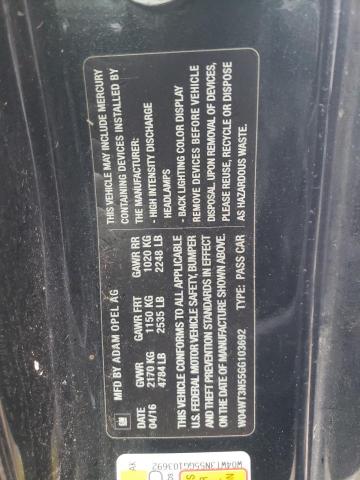 GM
MFD BY ADAM OPEL AG
GVWR GAWR FRT GAWR RR
04/16 2170 KG 1150 KG 1020 KG
4784 LB 2535 LB 2248 LB
THIS VEHICLE CONFORMS TO ALL APPLICABLE
U.S. FEDERAL MOTOR VEHICLE SAFETY, BUMPER
AND THEFT PREVENTION STANDARDS IN EFFECT
ON THE DATE OF MANUFACTURE SHOWN ABOVE.
W04WT3N55GG103692 TYPE: PASS CAR
THIS VEHICLE MAY INCLUDE MERCURY
CONTAINING DEVICES INSTALLED BY
THE MANUFACTURER:
- HIGH INTENSITY DISCHARGE
HEADLAMPS
- BACK LIGHTING COLOR DISPLAY
REMOVE DEVICES BEFORE VEHICLE
DISPOSAL. UPON REMOVAL OF DEVICES,
PLEASE REUSE, RECYCLE OR DISPOSE
AS HAZARDOUS WASTE.
W04WT3N55GG103692